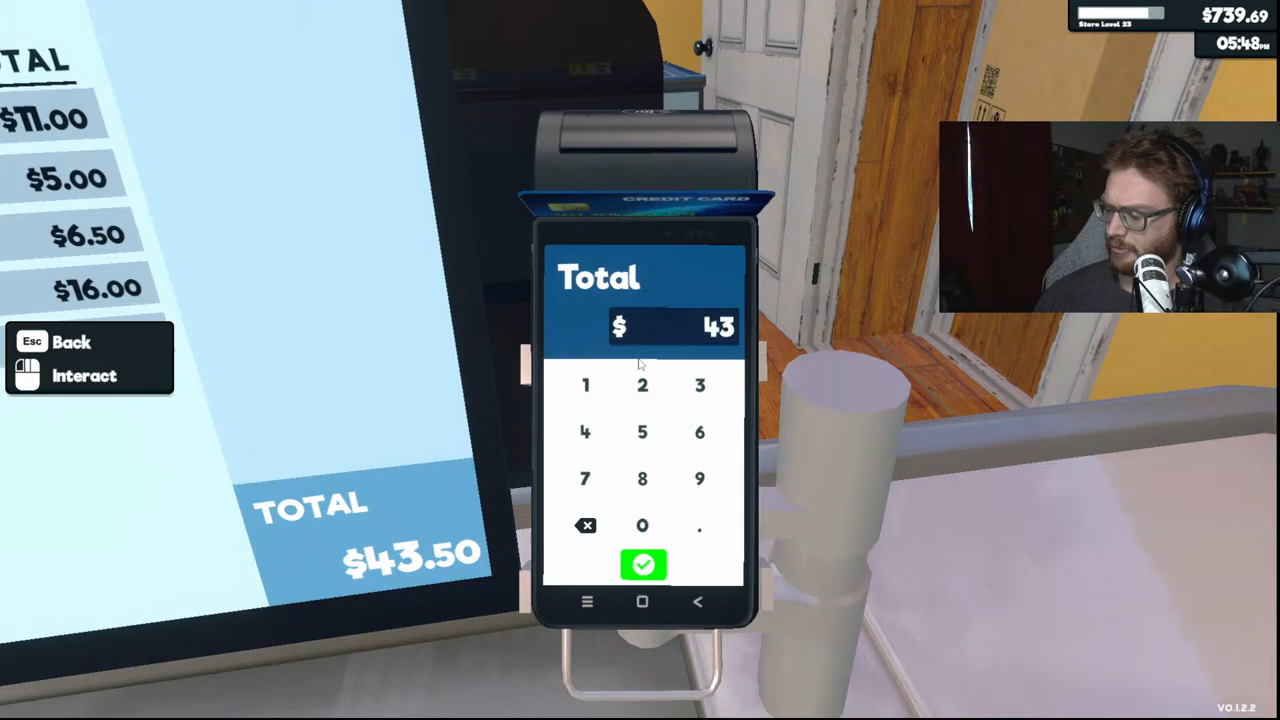 $739.69
Store Level 23
05:48PM
OTAL
$11.00
$5.00
$6.50
$16.00
Esc Back
Interact
TOTAL
$43.50
CREDIT CARD
Total
$ 43
1 2 3
4 5 6
7 8 9
0 .
V0.1.2.2